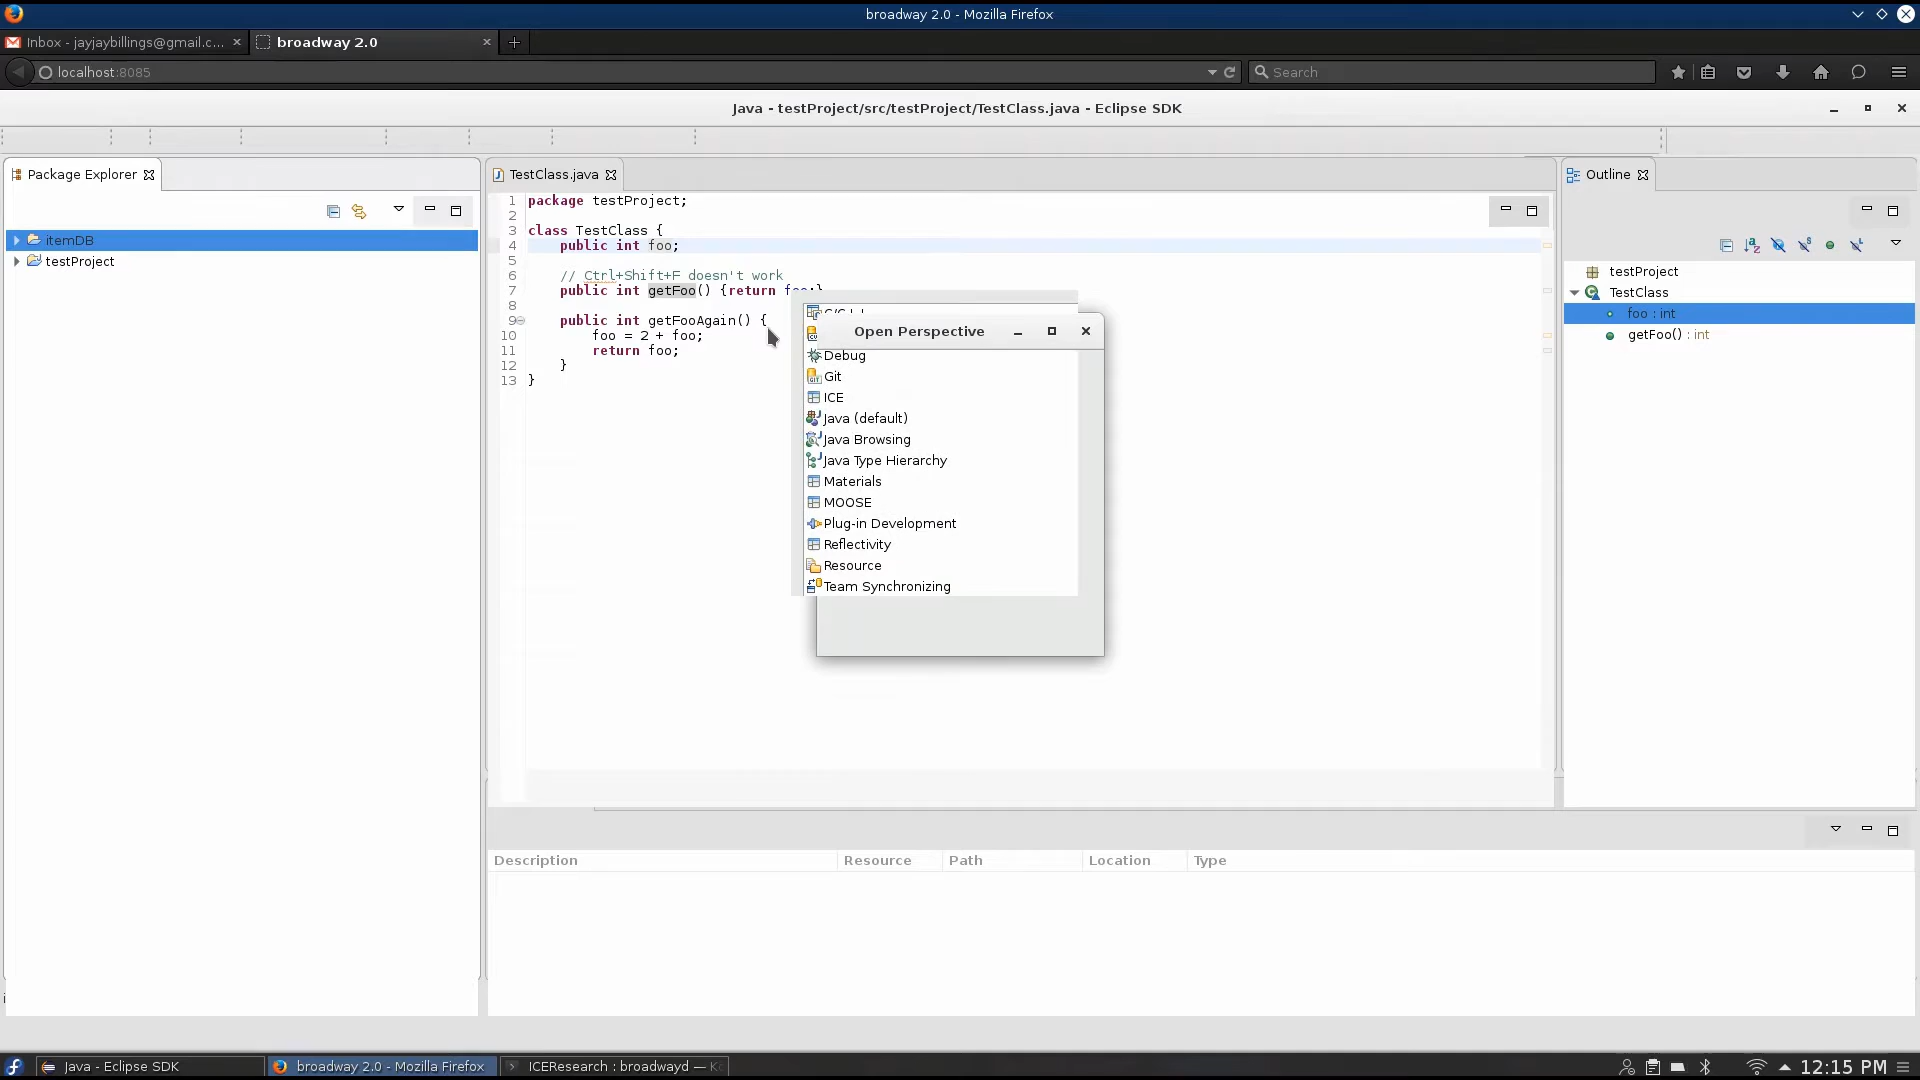 broadway 2.0 - Mozilla Firefox
Inbox - jayjaybillings@gmail.c...
broadway 2.0
localhost:8085
Search
Java - testProject/src/testProject/TestClass.java - Eclipse SDK
Package Explorer
TestClass.java
Outline
itemDB
testProject
1 package testProject;
2
3 class TestClass {
4 public int foo;
5
6 // Ctrl+Shift+F doesn't work
7 public int getFoo() {return foo;}
8
9 public int getFooAgain() {
10 foo = 2 + foo;
11 return foo;
12 }
13 }
Open Perspective
Debug
Git
ICE
Java (default)
Java Browsing
Java Type Hierarchy
Materials
MOOSE
Plug-in Development
Reflectivity
Resource
Team Synchronizing
testProject
TestClass
foo : int
getFoo() : int
Description Resource Path Location Type
Java - Eclipse SDK
broadway 2.0 - Mozilla Firefox
ICEResearch : broadwayd —
12:15 PM